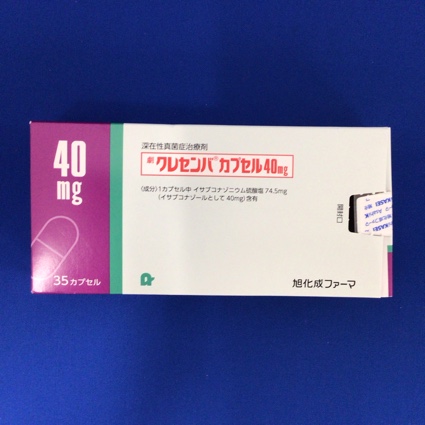 40
mg
35カプセル
深在性真菌症治療剤
劇 クレセンバ®カプセル40mg
(成分)1カプセル中 イサブコナゾニウム硫酸塩 74.5mg
(イサブコナゾールとして 40mg)含有
開封口
旭化成ファーマ